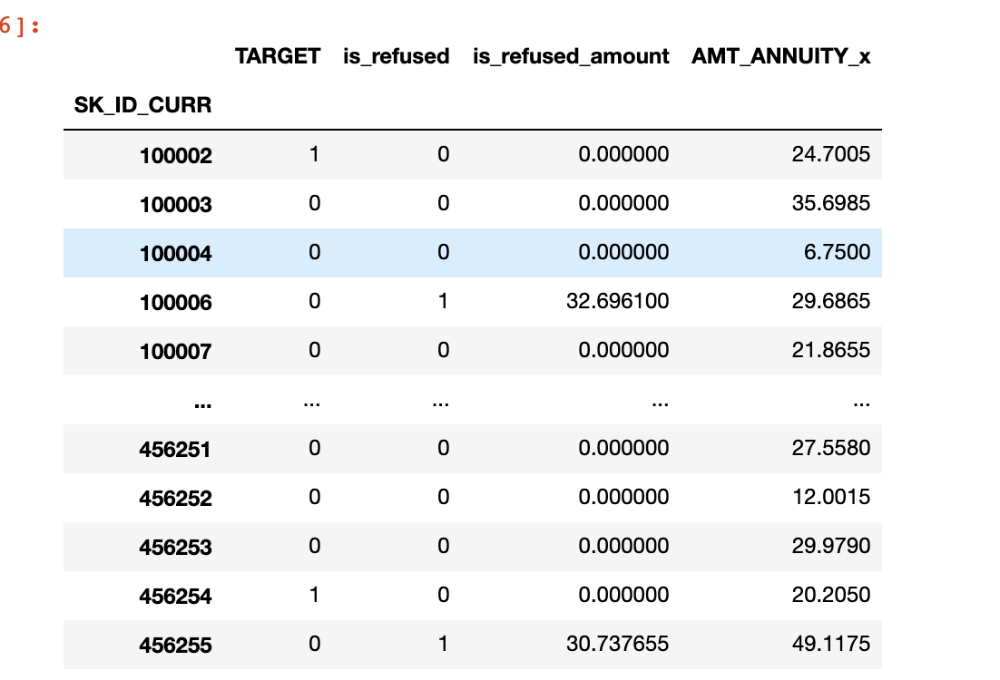 6]:
TARGET is_refused is_refused_amount AMT_ANNUITY_x
SK_ID_CURR
100002 1 0 0.000000 24.7005
100003 0 0 0.000000 35.6985
100004 0 0 0.000000 6.7500
100006 0 1 32.696100 29.6865
100007 0 0 0.000000 21.8655
... ... ... ... ...
456251 0 0 0.000000 27.5580
456252 0 0 0.000000 12.0015
456253 0 0 0.000000 29.9790
456254 1 0 0.000000 20.2050
456255 0 1 30.737655 49.1175